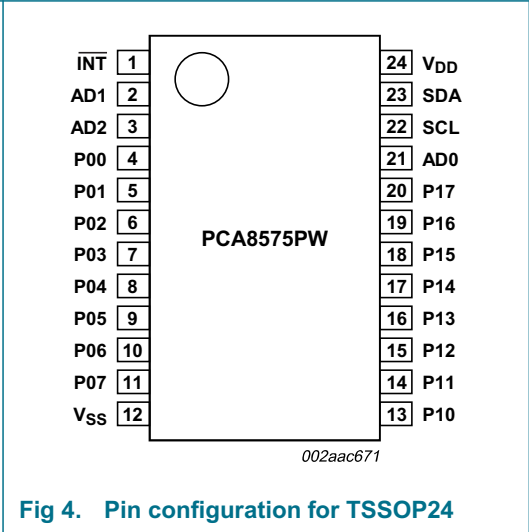 INT 1 24 VDD
AD1 2 23 SDA
AD2 3 22 SCL
P00 4 21 AD0
P01 5 20 P17
P02 6 19 P16
PCA8575PW
P03 7 18 P15
P04 8 17 P14
P05 9 16 P13
P06 10 15 P12
P07 11 14 P11
VSS 12 13 P10
002aac671
Fig 4. Pin configuration for TSSOP24